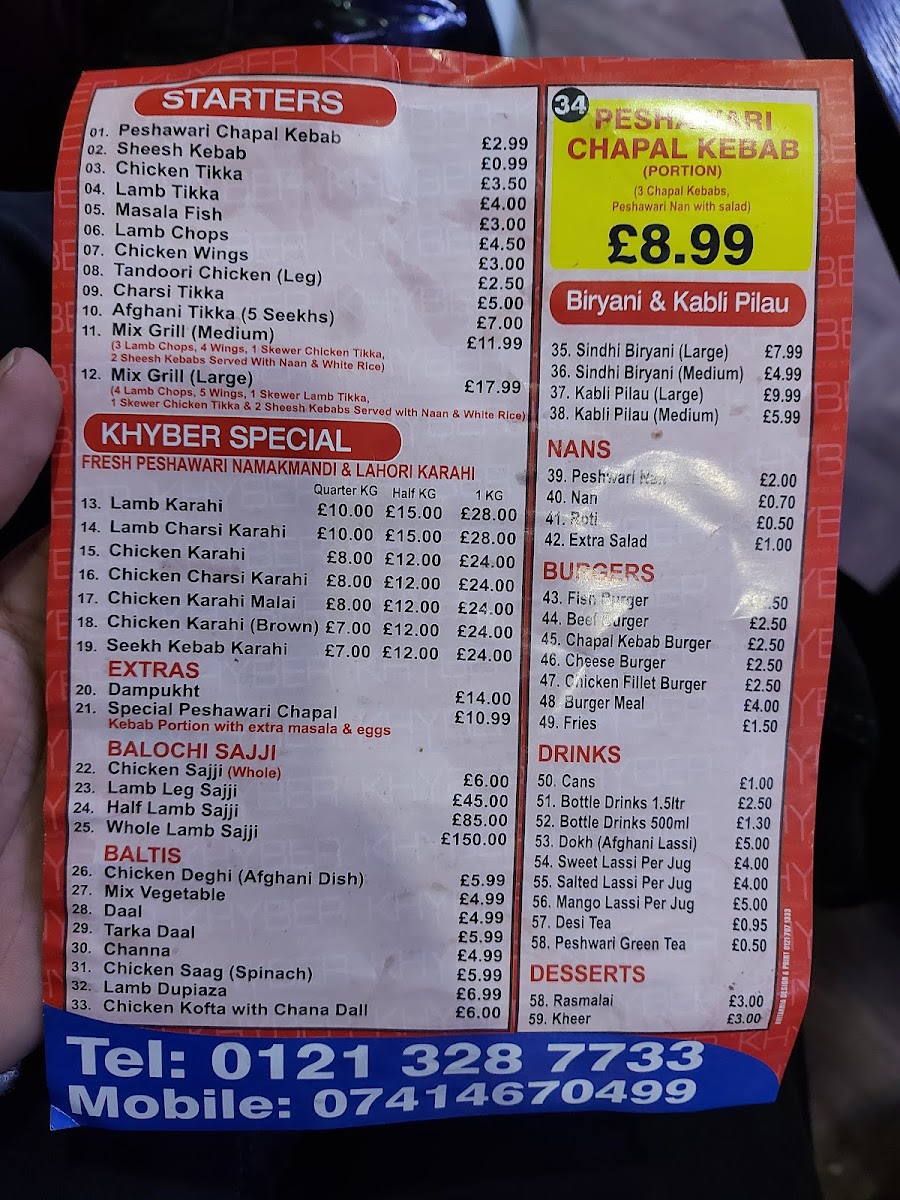 STARTERS
01. Peshawari Chapal Kebab £2.99
02. Sheesh Kebab £0.99
03. Chicken Tikka £3.50
04. Lamb Tikka £4.00
05. Masala Fish £3.00
06. Lamb Chops £4.50
07. Chicken Wings £3.00
08. Tandoori Chicken (Leg) £2.50
09. Charsi Tikka £5.00
10. Afghani Tikka (5 Seekhs) £7.00
11. Mix Grill (Medium) £11.99
(3 Lamb Chops, 4 Wings, 1 Skewer Chicken Tikka,
2 Sheesh Kebabs Served With Naan & White Rice)
12. Mix Grill (Large) £17.99
(4 Lamb Chops, 5 Wings, 1 Skewer Lamb Tikka,
1 Skewer Chicken Tikka & 2 Sheesh Kebabs Served with Naan & White Rice)
KHYBER SPECIAL
FRESH PESHAWARI NAMAKMANDI & LAHORI KARAHI
Quarter KG Half KG 1 KG
13. Lamb Karahi £10.00 £15.00 £28.00
14. Lamb Charsi Karahi £10.00 £15.00 £28.00
15. Chicken Karahi £8.00 £12.00 £24.00
16. Chicken Charsi Karahi £8.00 £12.00 £24.00
17. Chicken Karahi Malai £8.00 £12.00 £24.00
18. Chicken Karahi (Brown) £7.00 £12.00 £24.00
19. Seekh Kebab Karahi £7.00 £12.00 £24.00
EXTRAS
20. Dampukht £14.00
21. Special Peshawari Chapal £10.99
Kebab Portion with extra masala & eggs
BALOCHI SAJJI
22. Chicken Sajji (Whole) £6.00
23. Lamb Leg Sajji £45.00
24. Half Lamb Sajji £85.00
25. Whole Lamb Sajji £150.00
BALTIS
26. Chicken Deghi (Afghani Dish) £5.99
27. Mix Vegetable £4.99
28. Daal £4.99
29. Tarka Daal £5.99
30. Channa £4.99
31. Chicken Saag (Spinach) £5.99
32. Lamb Dupiaza £6.99
33. Chicken Kofta with Chana Dall £6.00
34
PESHAWARI
CHAPAL KEBAB
(PORTION)
(3 Chapal Kebabs,
Peshawari Nan with salad)
£8.99
Biryani & Kabli Pilau
35. Sindhi Biryani (Large) £7.99
36. Sindhi Biryani (Medium) £4.99
37. Kabli Pilau (Large) £9.99
38. Kabli Pilau (Medium) £5.99
NANS
39. Peshwari Nan £2.00
40. Nan £0.70
41. Roti £0.50
42. Extra Salad £1.00
BURGERS
43. Fish Burger .50
44. Beef Burger £2.50
45. Chapal Kebab Burger £2.50
46. Cheese Burger £2.50
47. Chicken Fillet Burger £2.50
48. Burger Meal £4.00
49. Fries £1.50
DRINKS
50. Cans £1.00
51. Bottle Drinks 1.5ltr £2.50
52. Bottle Drinks 500ml £1.30
53. Dokh (Afghani Lassi) £5.00
54. Sweet Lassi Per Jug £4.00
55. Salted Lassi Per Jug £4.00
56. Mango Lassi Per Jug £5.00
57. Desi Tea £0.95
58. Peshwari Green Tea £0.50
DESSERTS
58. Rasmalai £3.00
59. Kheer £3.00
BRITANNIA DESIGN & PRINT 0121 707 1333
Tel: 0121 328 7733
Mobile: 07414670499